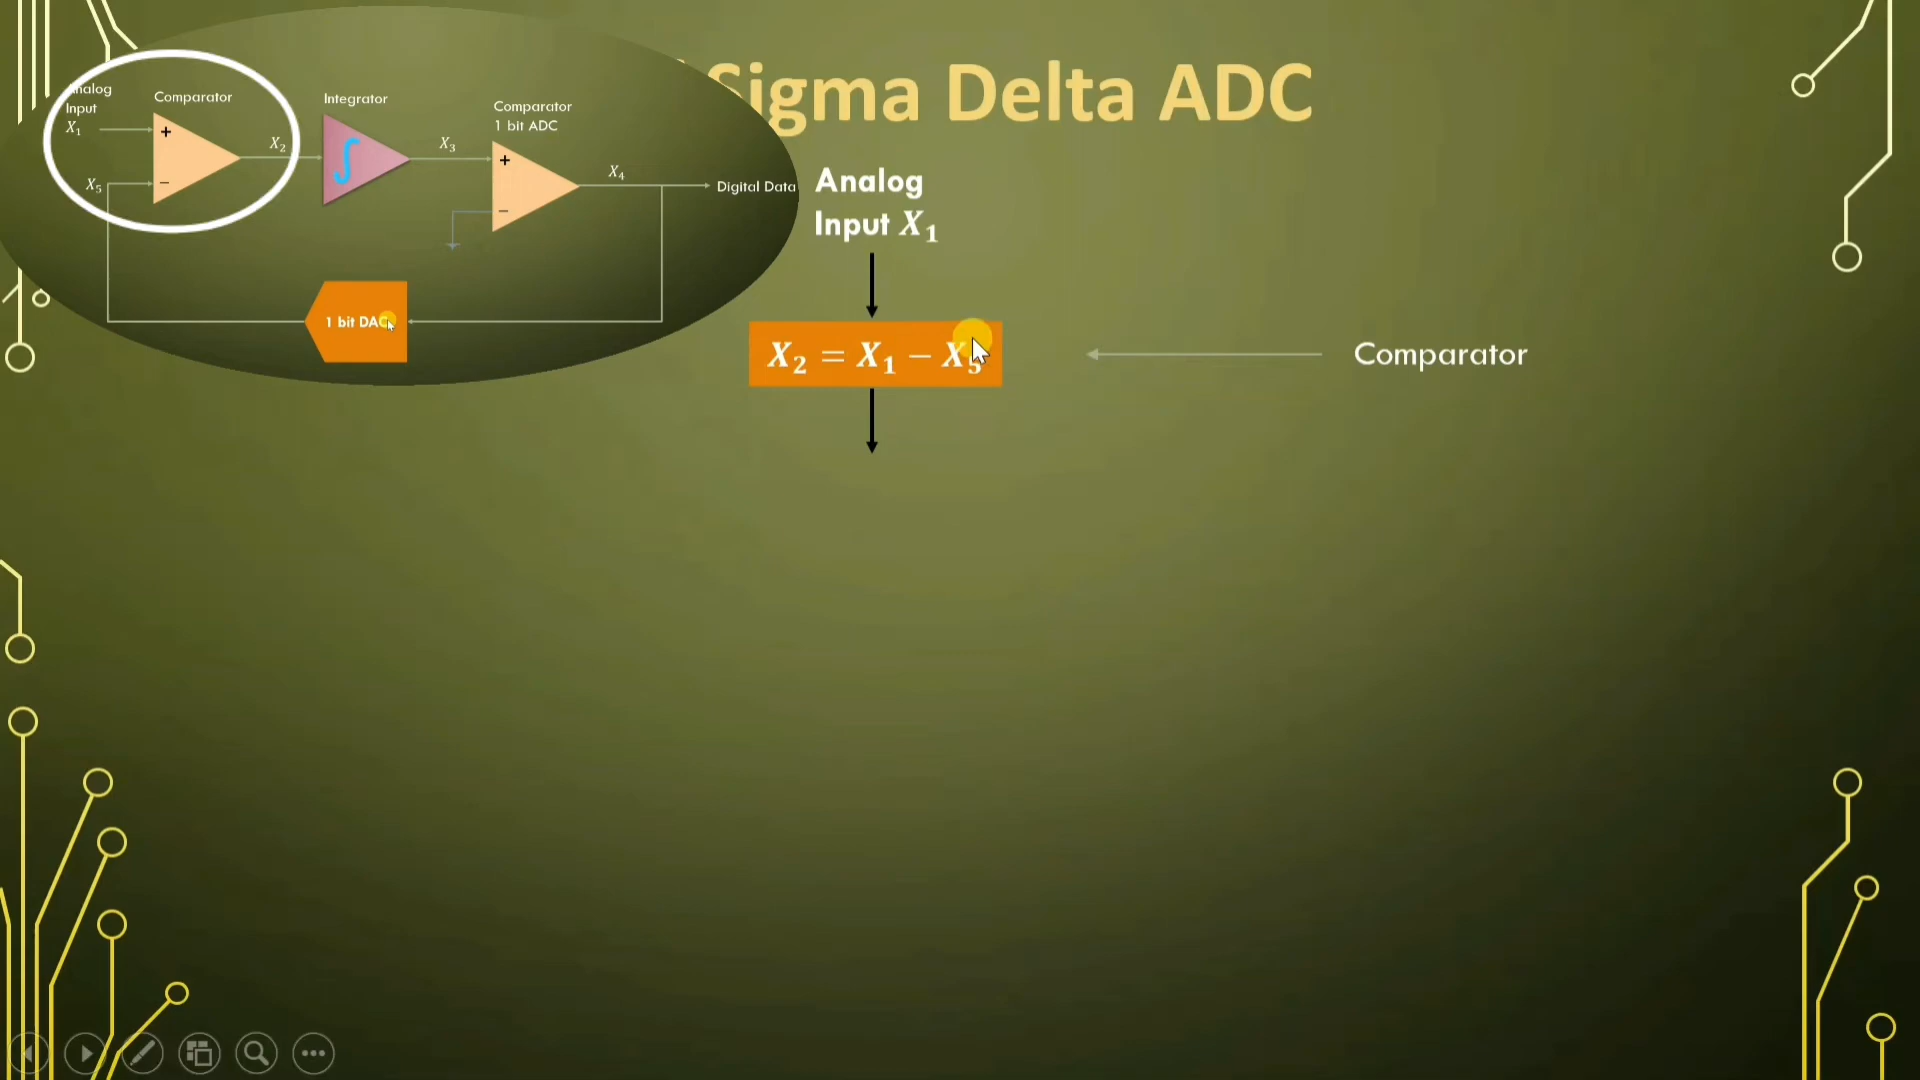 Sigma Delta ADC
Analog
Input
X₁
Comparator
+
−
X₂
X₅
Integrator
∫
X₃
Comparator
1 bit ADC
+
−
X₄
Digital Data
1 bit DAC
Analog
Input X₁
X₂ = X₁ − X₅
Comparator